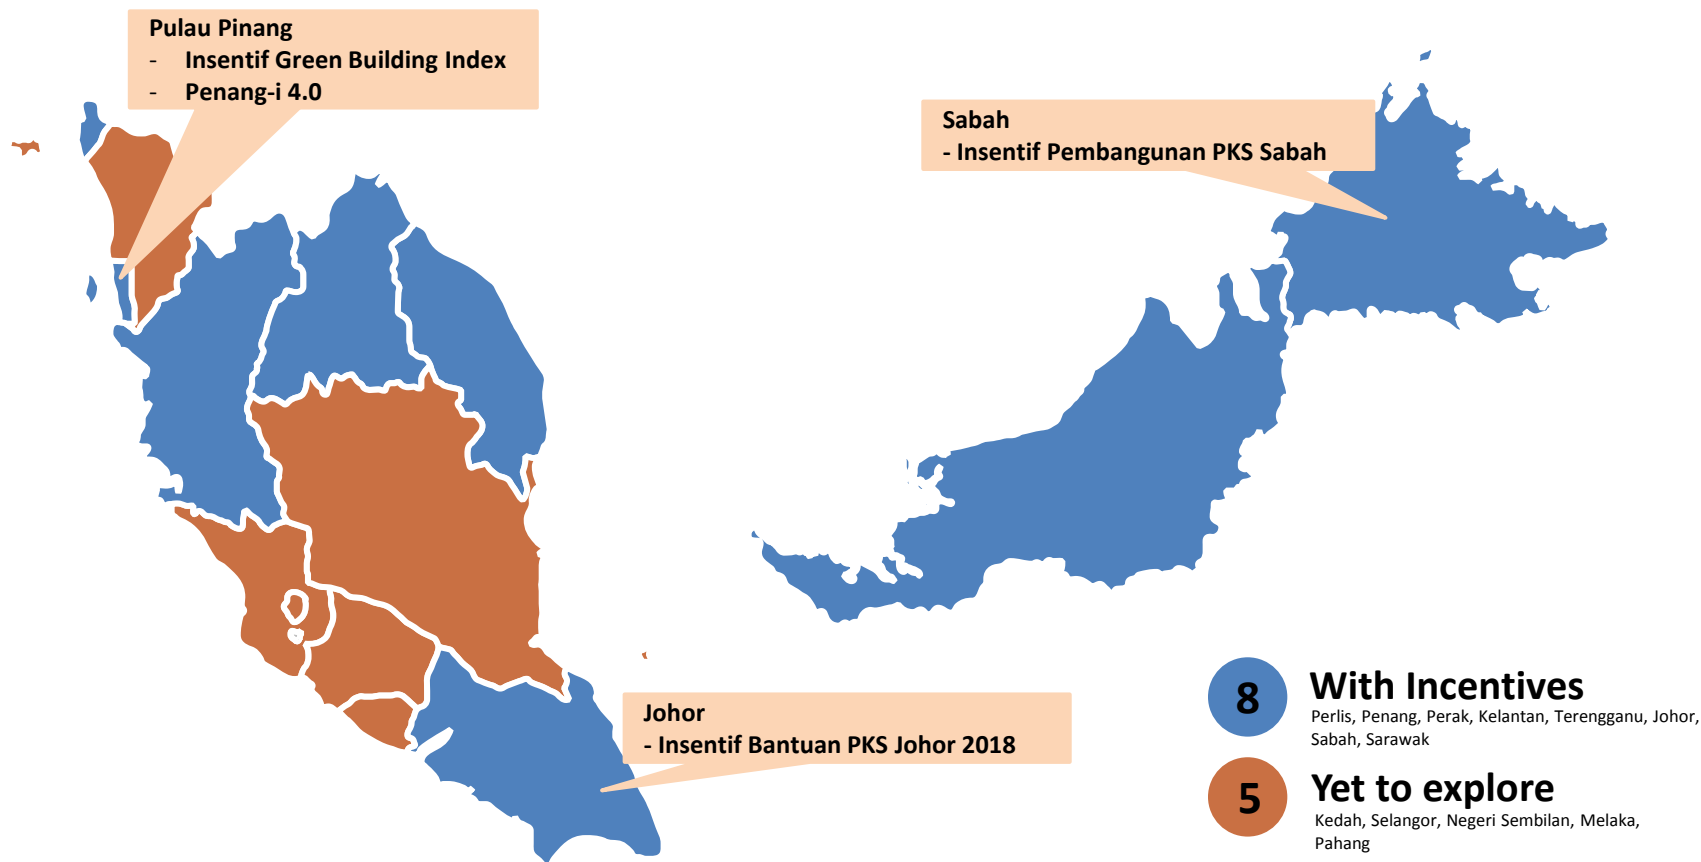 Pulau Pinang
- Insentif Green Building Index
- Penang-i 4.0
Sabah
- Insentif Pembangunan PKS Sabah
Johor
- Insentif Bantuan PKS Johor 2018
8
With Incentives
Perlis, Penang, Perak, Kelantan, Terengganu, Johor,
Sabah, Sarawak
5
Yet to explore
Kedah, Selangor, Negeri Sembilan, Melaka,
Pahang